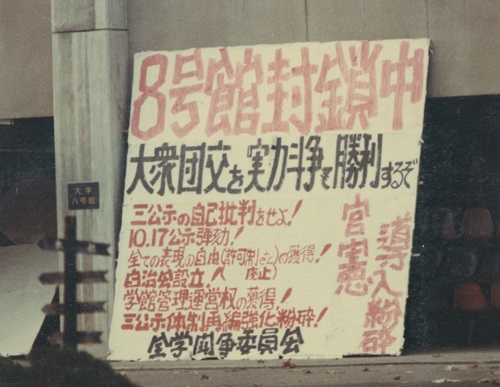 8号館封鎖中
大衆団交を実力斗争で勝利するぞ
三公示の自己批判をせよ!
10.17公示弾劾!
全ての表現の自由(許可制廃止)の獲得!
自治会設立!
学館管理運営権の獲得!
三公示体制再編強化粉砕!
官憲
導入粉砕
全学闘争委員会
大学
八号館